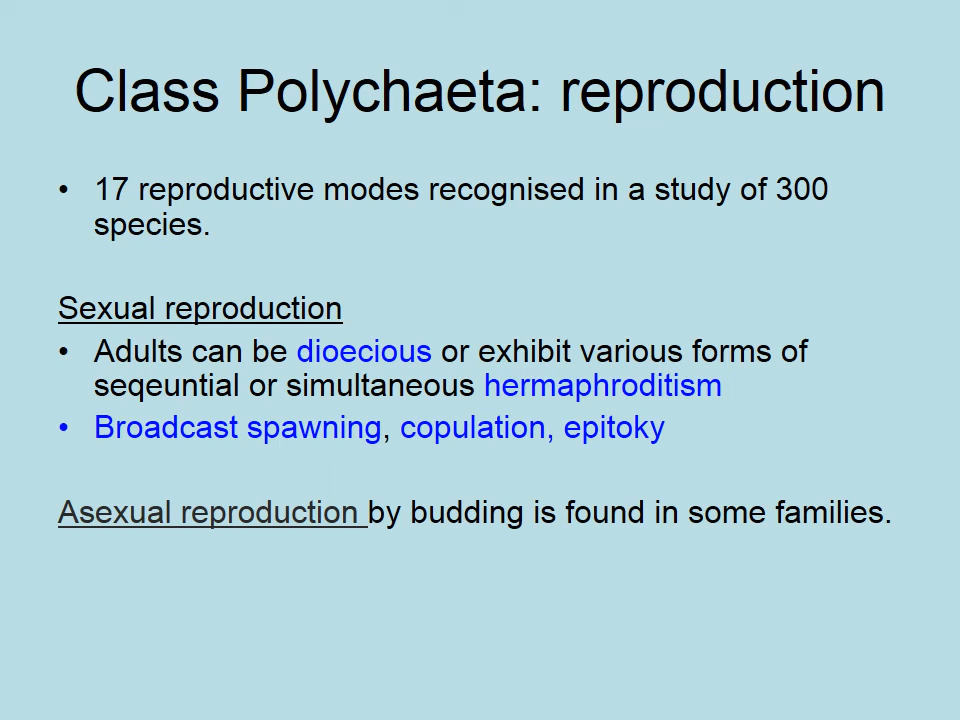 Class Polychaeta: reproduction
• 17 reproductive modes recognised in a study of 300
species.
Sexual reproduction
• Adults can be dioecious or exhibit various forms of
seqeuntial or simultaneous hermaphroditism
• Broadcast spawning, copulation, epitoky
Asexual reproduction by budding is found in some families.